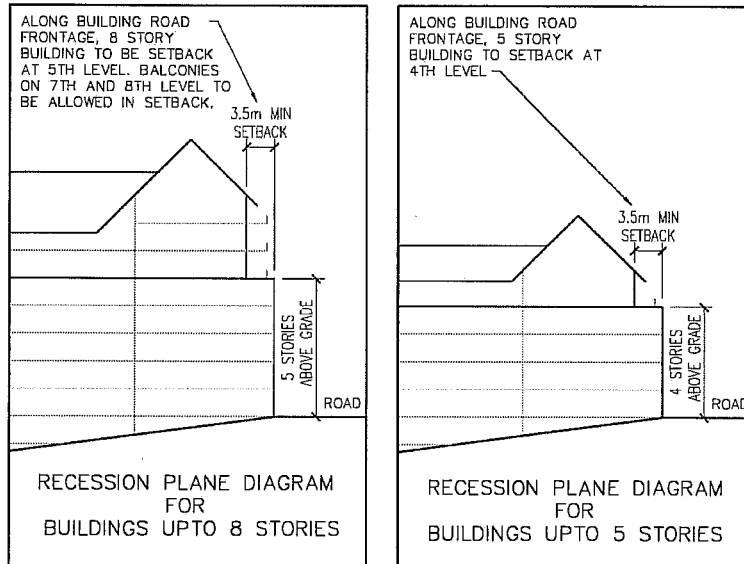 ALONG BUILDING ROAD
FRONTAGE, 8 STORY
BUILDING TO BE SETBACK
AT 5TH LEVEL. BALCONIES
ON 7TH AND 8TH LEVEL TO
BE ALLOWED IN SETBACK.
3.5m MIN
SETBACK
5 STORIES
ABOVE GRADE
ROAD
RECESSION PLANE DIAGRAM
FOR
BUILDINGS UPTO 8 STORIES
ALONG BUILDING ROAD
FRONTAGE, 5 STORY
BUILDING TO SETBACK AT
4TH LEVEL
3.5m MIN
SETBACK
4 STORIES
ABOVE GRADE
ROAD
RECESSION PLANE DIAGRAM
FOR
BUILDINGS UPTO 5 STORIES